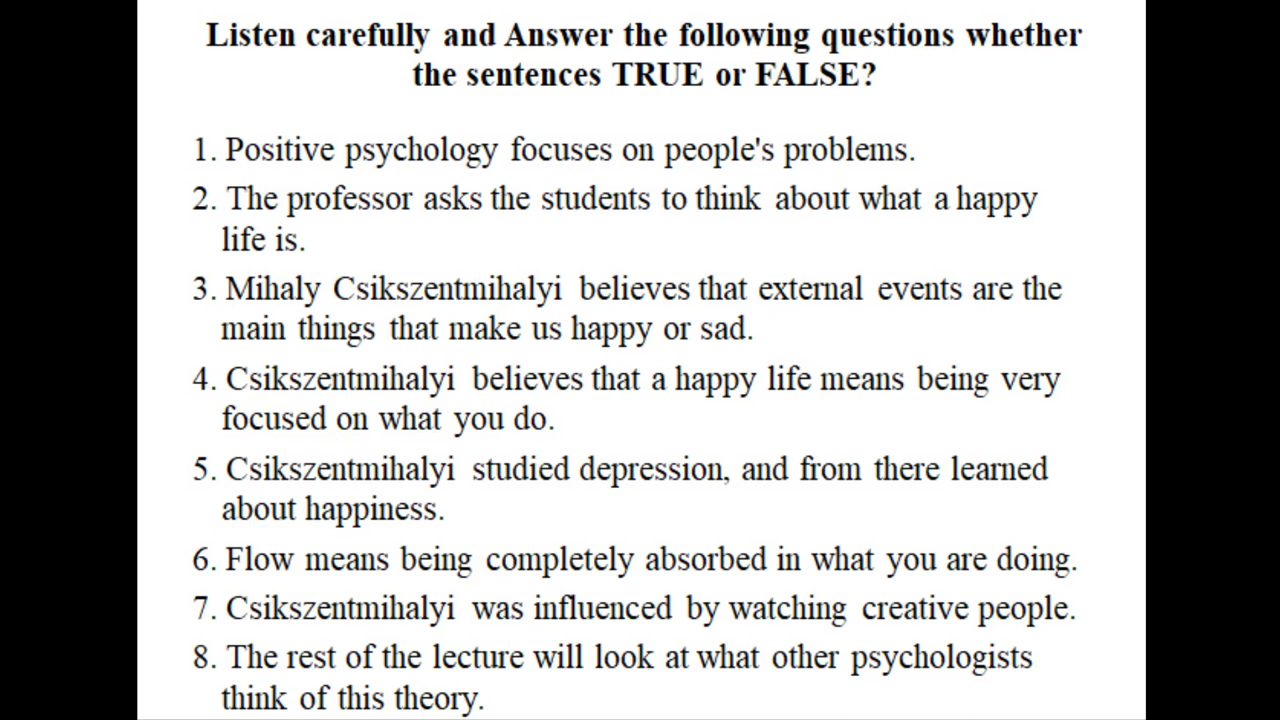 Listen carefully and Answer the following questions whether
the sentences TRUE or FALSE?
1. Positive psychology focuses on people's problems.
2. The professor asks the students to think about what a happy
life is.
3. Mihaly Csikszentmihalyi believes that external events are the
main things that make us happy or sad.
4. Csikszentmihalyi believes that a happy life means being very
focused on what you do.
5. Csikszentmihalyi studied depression, and from there learned
about happiness.
6. Flow means being completely absorbed in what you are doing.
7. Csikszentmihalyi was influenced by watching creative people.
8. The rest of the lecture will look at what other psychologists
think of this theory.